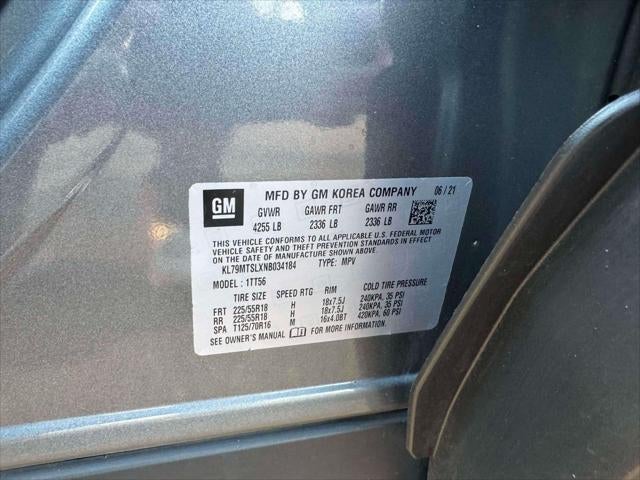 GM
MFD BY GM KOREA COMPANY 06/21
GVWR GAWR FRT GAWR RR
4255 LB 2336 LB 2336 LB
THIS VEHICLE CONFORMS TO ALL APPLICABLE U.S. FEDERAL MOTOR
VEHICLE SAFETY AND THEFT PREVENTION STANDARDS IN EFFECT ON
THE DATE OF MANUFACTURE SHOWN ABOVE.
KL79MTSLXNB034184 TYPE: MPV
MODEL: 1TT56
TIRE SIZE SPEED RTG RIM COLD TIRE PRESSURE
FRT 225/55R18 H 18x7.5J 240KPA, 35 PSI
RR 225/55R18 H 18x7.5J 240KPA, 35 PSI
SPA T125/70R16 M 16x4.0BT 420KPA, 60 PSI
SEE OWNER'S MANUAL FOR MORE INFORMATION.